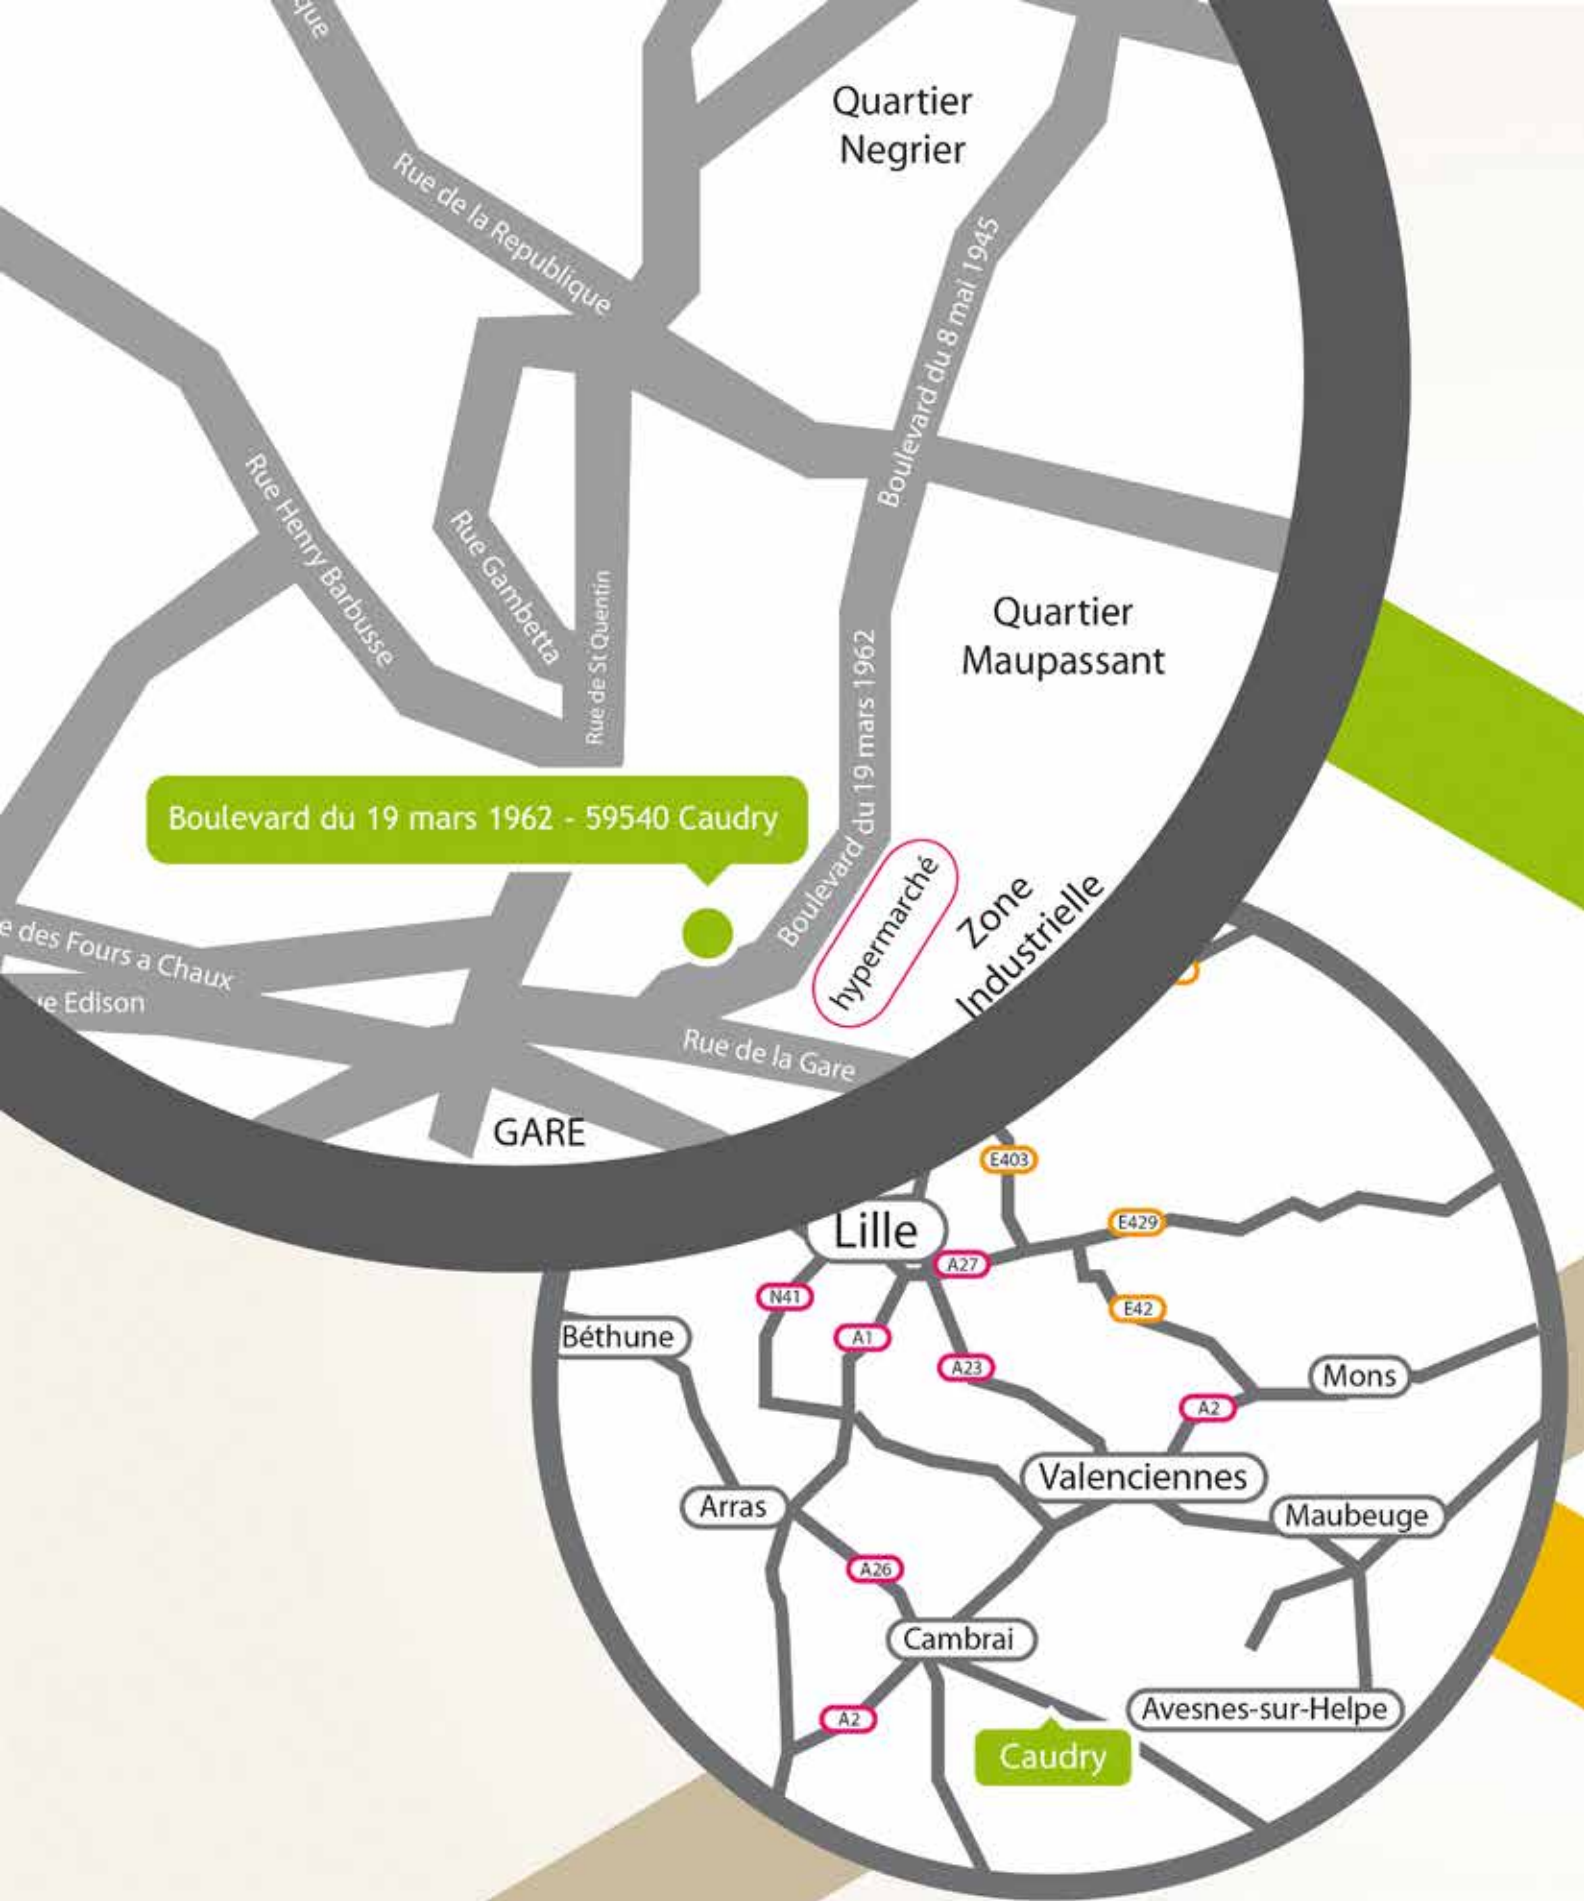 que
Rue de la Republique
Quartier
Negrier
Boulevard du 8 mai 1945
Rue Henry Barbusse
Rue Gambetta
Rue de St Quentin
Quartier
Maupassant
Boulevard du 19 mars 1962
Boulevard du 19 mars 1962 - 59540 Caudry
hypermarché
Zone
Industrielle
e des Fours a Chaux
ue Edison
Rue de la Gare
GARE
E403
Lille
E429
A27
N41
E42
A1
Béthune
A23
Mons
A2
Valenciennes
Arras
Maubeuge
A26
Cambrai
Avesnes-sur-Helpe
A2
Caudry